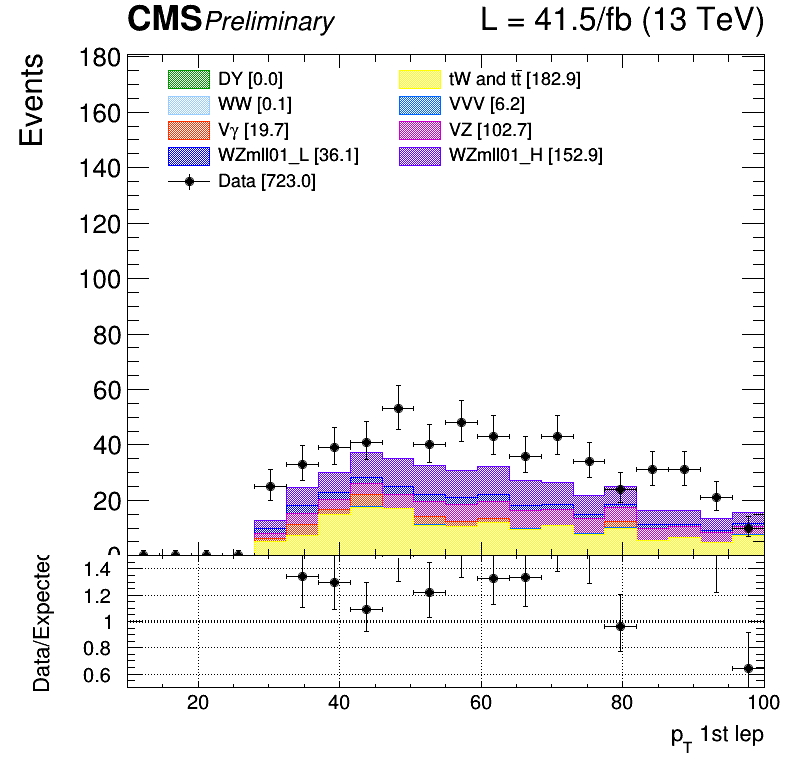 CMS Preliminary L = 41.5/fb (13 TeV)
Events
180
160
140
120
100
80
60
40
20
0
DY [0.0]
tW and tt̅ [182.9]
WW [0.1]
VVV [6.2]
Vγ [19.7]
VZ [102.7]
WZmll01_L [36.1]
WZmll01_H [152.9]
Data [723.0]
Data/Expected
1.4
1.2
1
0.8
0.6
20 40 60 80 100
p_T 1st lep